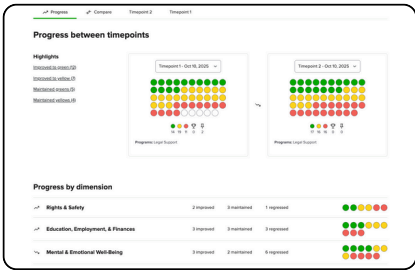 Progress
Compare
Timepoint 2
Timepoint 1
Progress between timepoints
Highlights
Improved to green (12)
Improved to yellow (7)
Maintained greens (5)
Maintained yellows (4)
Timepoint 1 - Oct 10, 2025
Programs: Legal Support
Timepoint 2 - Oct 10, 2025
Programs: Legal Support
Progress by dimension
Rights & Safety
2 improved
3 maintained
1 regressed
Education, Employment, & Finances
3 improved
3 maintained
3 regressed
Mental & Emotional Well-Being
3 improved
2 maintained
6 regressed